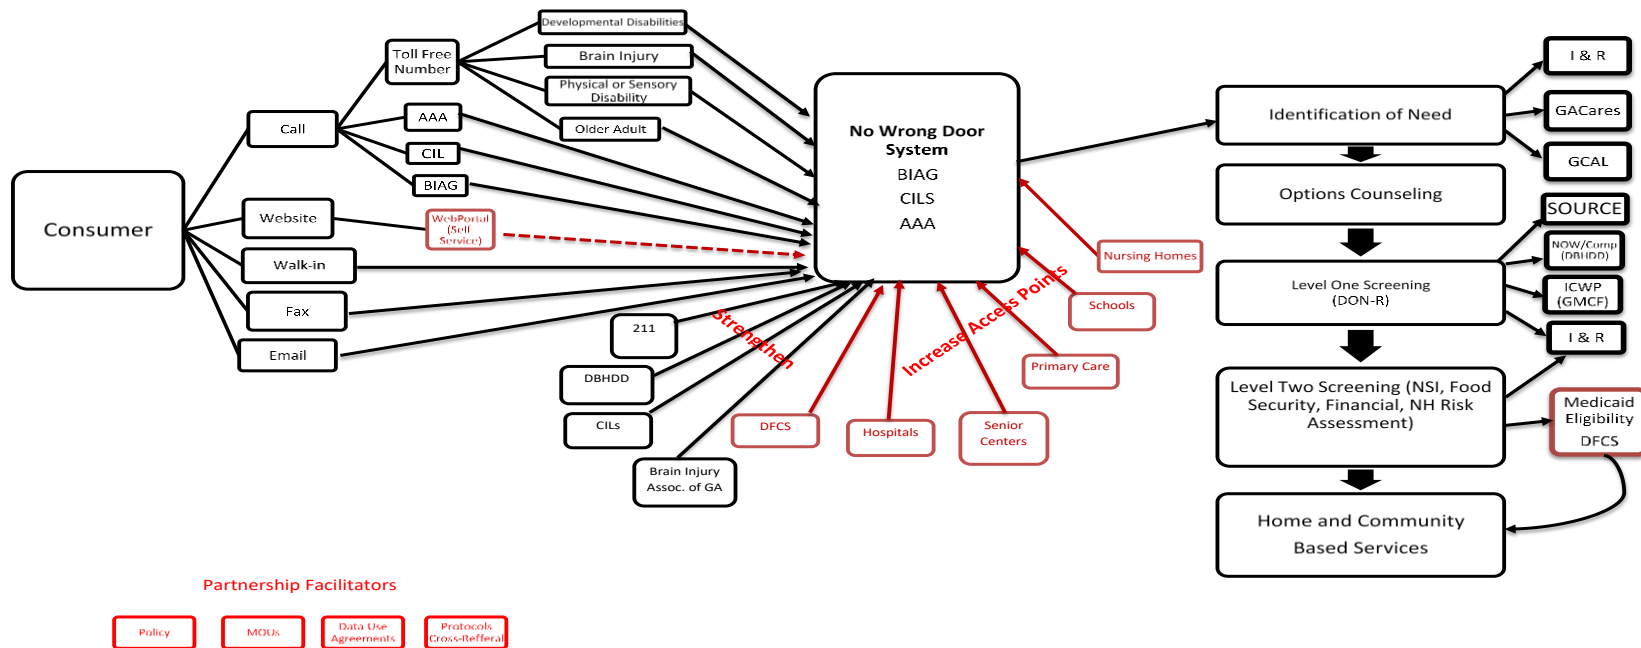 Consumer
Call
Website
Walk-in
Fax
Email
Toll Free
Number
AAA
CIL
BIAG
WebPortal
(Self
Service)
Developmental Disabilities
Brain Injury
Physical or Sensory
Disability
Older Adult
No Wrong Door
System
BIAG
CILS
AAA
211
DBHDD
CILs
Brain Injury
Assoc. of GA
Strengthen
DFCS
Hospitals
Senior
Centers
Primary Care
Schools
Nursing Homes
Increase Access Points
Identification of Need
Options Counseling
Level One Screening
(DON-R)
Level Two Screening (NSI, Food
Security, Financial, NH Risk
Assessment)
Home and Community
Based Services
I & R
GACares
GCAL
SOURCE
NOW/Comp
(DBHDD)
ICWP
(GMCF)
I & R
Medicaid
Eligibility
DFCS
Partnership Facilitators
Policy
MOUs
Data Use
Agreements
Protocols
Cross-Refferal